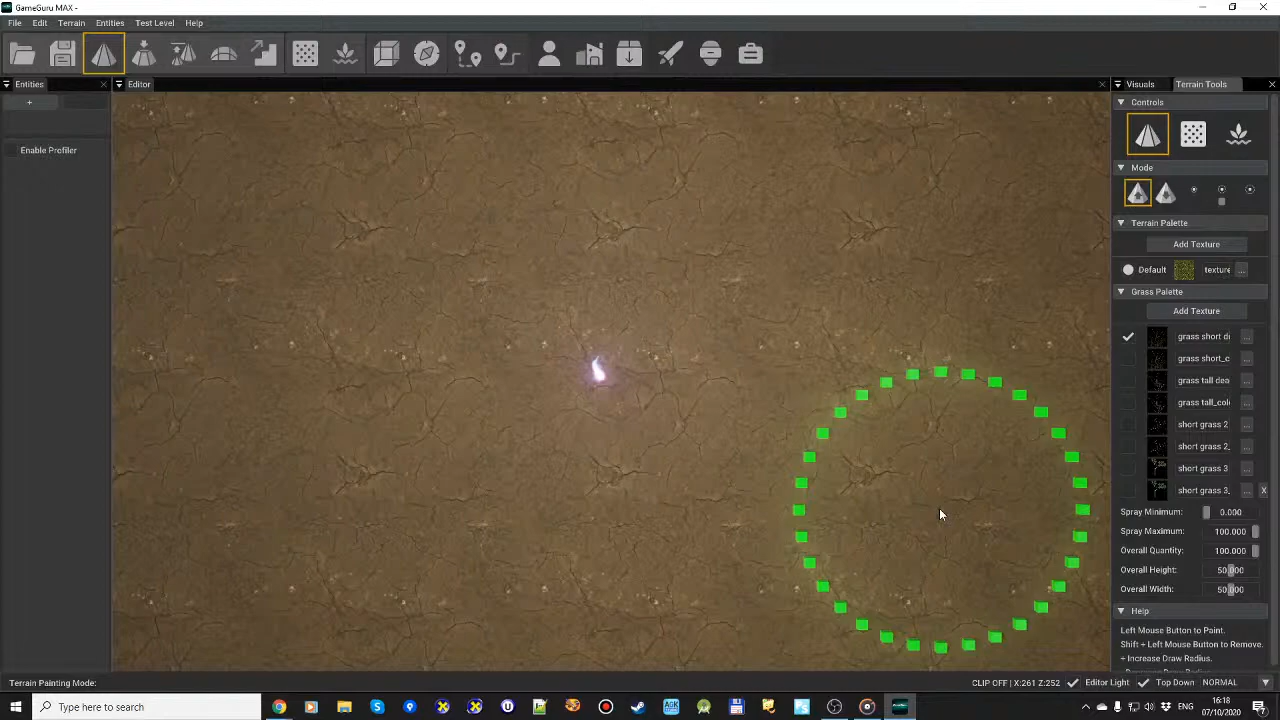 GameGuru MAX -
File Edit Terrain Entities Test Level Help
Entities
Editor
Visuals
Terrain Tools
+
Enable Profiler
Controls
Mode
Terrain Palette
Add Texture
Default
texture
...
Grass Palette
Add Texture
grass short di
...
grass short_c
...
grass tall dea
...
grass tall_col
...
short grass 2
...
short grass 2_
...
short grass 3
...
short grass 3_
... X
Spray Minimum: 0.000
Spray Maximum: 100.000
Overall Quantity: 100.000
Overall Height:
Overall Width:
Help
Left Mouse Button to Paint.
Shift + Left Mouse Button to Remove.
+ Increase Draw Radius.
Terrain Painting Mode:
CLIP OFF | X:261 Z:252
Editor Light
Top Down
NORMAL
Type here to search
ENG
16:18
07/10/2020